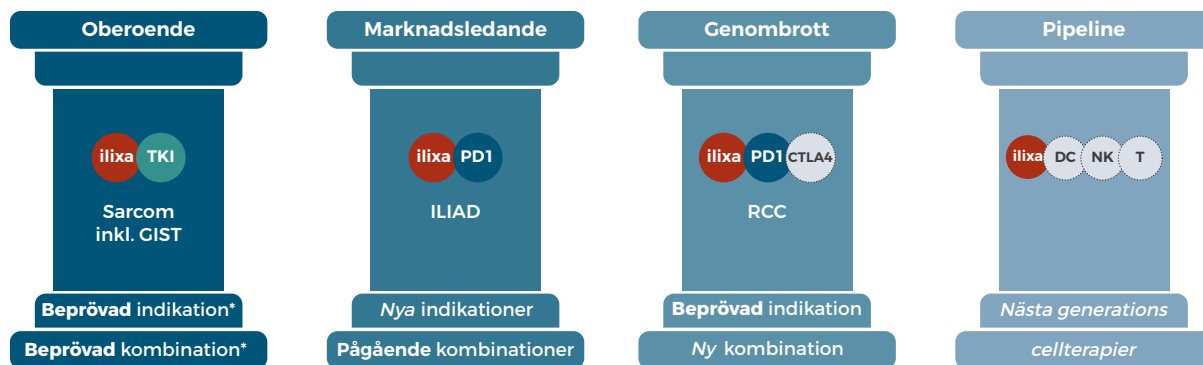 Oberoende
ilixa TKI
Sarcom
inkl. GIST
Beprövad indikation*
Beprövad kombination*
Marknadsledande
ilixa PD1
ILIAD
Nya indikationer
Pågående kombinationer
Genombrott
ilixa PD1 CTLA4
RCC
Beprövad indikation
Ny kombination
Pipeline
ilixa DC NK T
Nästa generations
cellterapier